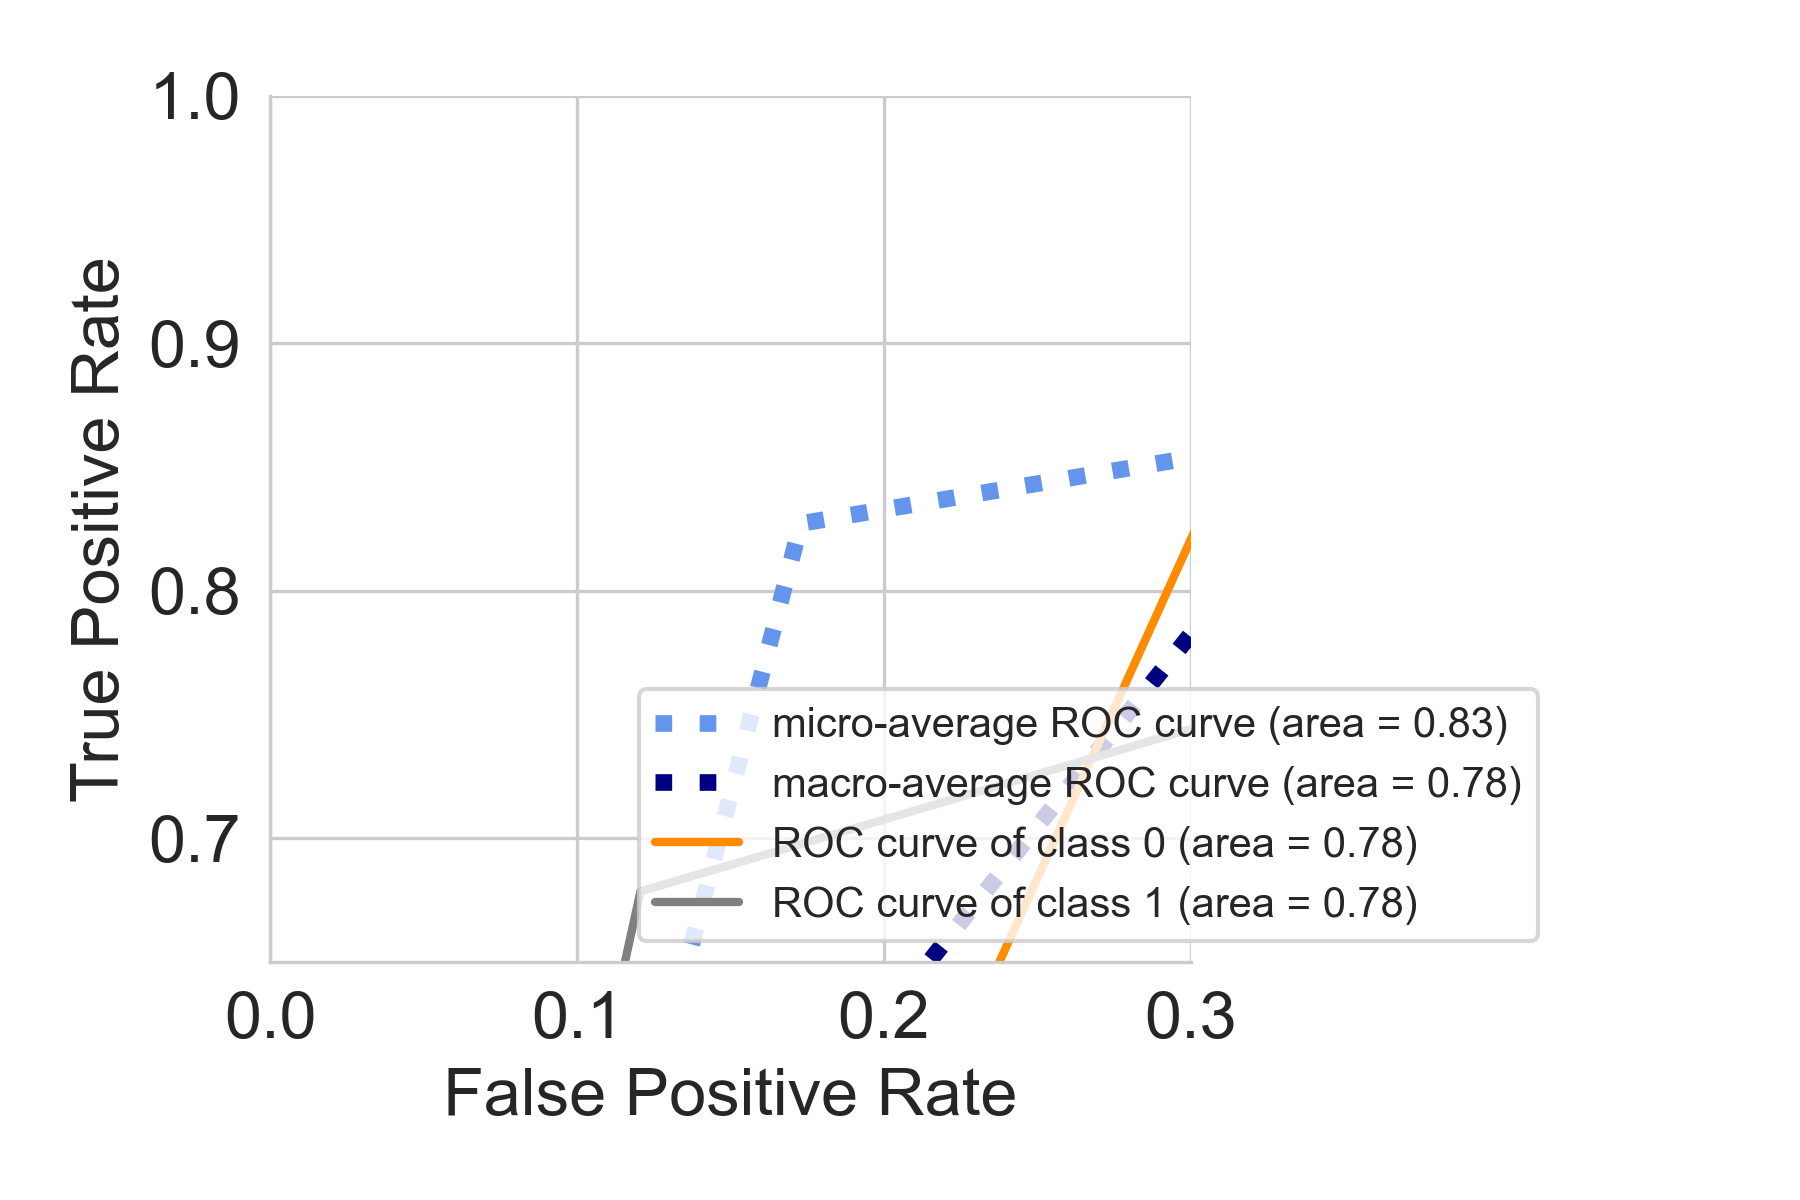 True Positive Rate
1.0
0.9
0.8
0.7
micro-average ROC curve (area = 0.83)
macro-average ROC curve (area = 0.78)
ROC curve of class 0 (area = 0.78)
ROC curve of class 1 (area = 0.78)
0.0 0.1 0.2 0.3
False Positive Rate